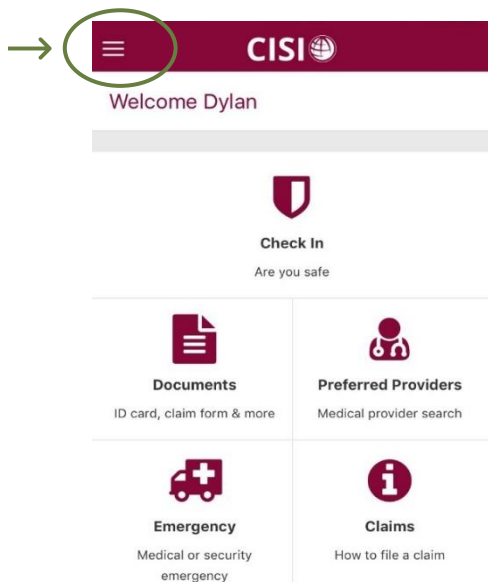 CISI
Welcome Dylan
Check In
Are you safe
Documents
ID card, claim form & more
Preferred Providers
Medical provider search
Emergency
Medical or security
emergency
Claims
How to file a claim